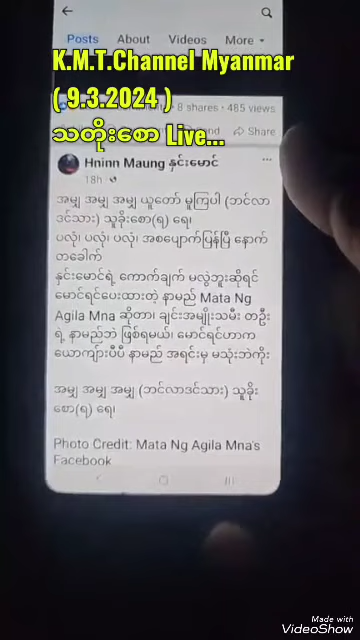 Posts About Videos More
K.M.T.Channel Myanmar
( 9.3.2024 )
8 shares • 485 views
သတိုးစော Live...
Share
Hninn Maung နှင်းမောင်
18h
အမျှ အမျှ အမျှ ယူတော် မူကြပါ (ဘင်လာ
ဒင်သား) သူခိုးစော(ရ) ရေ၊
ပလုံ၊ ပလုံ၊ ပလုံ၊ အစပျောက်ပြန်ပြီ နောက်
တခေါက်
နှင်းမောင်ရဲ့ ကောက်ချက် မလွဲဘူးဆိုရင်
မောင်ရင်ပေးထားတဲ့ နာမည် Mata Ng
Agila Mna ဆိုတာ၊ ချင်းအမျိုးသမီး တဦး
ရဲ့ နာမည်ဘဲ ဖြစ်ရမယ်၊ မောင်ရင်ဟာက
ယောကျာ်းပီပီ နာမည် အရင်းမှ မသုံးဘဲကိုး
အမျှ အမျှ အမျှ (ဘင်လာဒင်သား) သူခိုး
စော(ရ) ရေ၊
Photo Credit: Mata Ng Agila Mna's
Facebook
Made with
VideoShow